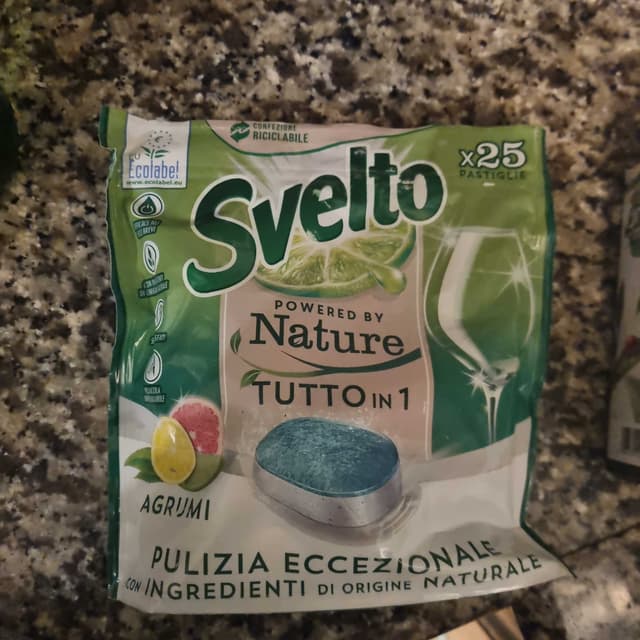 CONFEZIONE
RICICLABILE
EU
Ecolabel
www.ecolabel.eu
x25
PASTIGLIE
Svelto
POWERED BY
Nature
TUTTO IN 1
AGRUMI
PULIZIA ECCEZIONALE
CON INGREDIENTI DI ORIGINE NATURALE